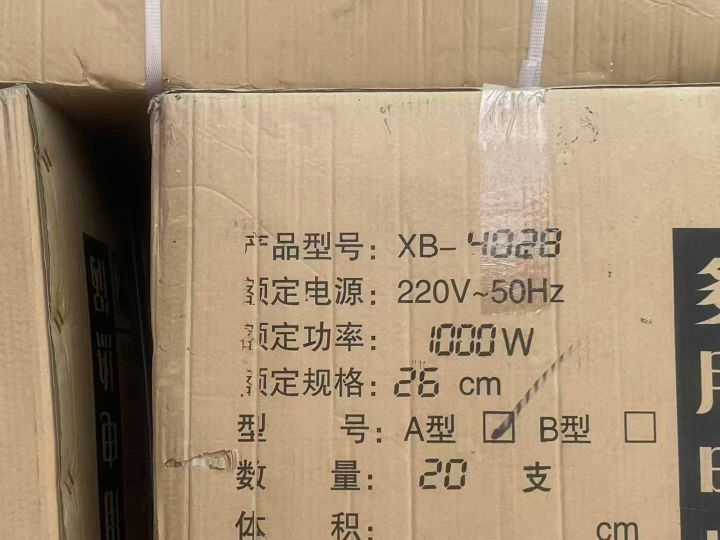 产品型号：XB-4028
额定电源：220V~50Hz
额定功率：1000W
额定规格：26 cm
型 号：A型 ☑ B型 □
数 量：20 支
体 积： cm